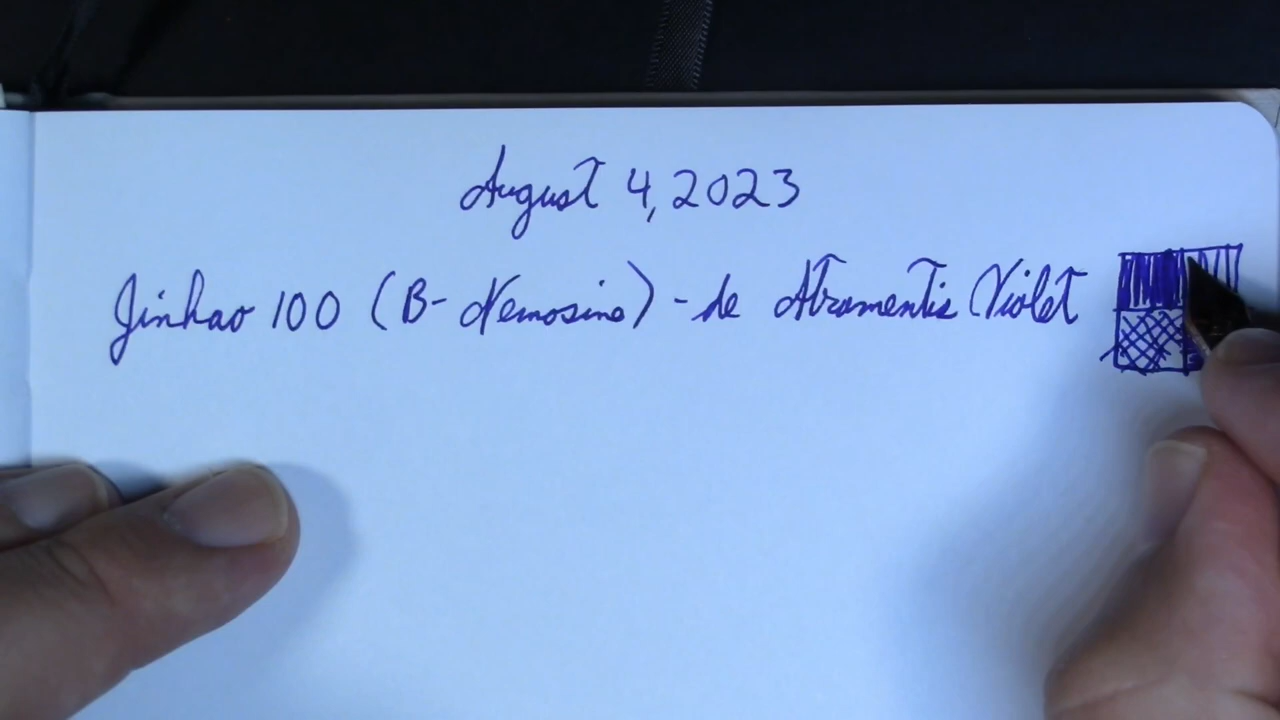 August 4, 2023
Jinhao 100 (B- Nemosine) - de Atramentis Violet